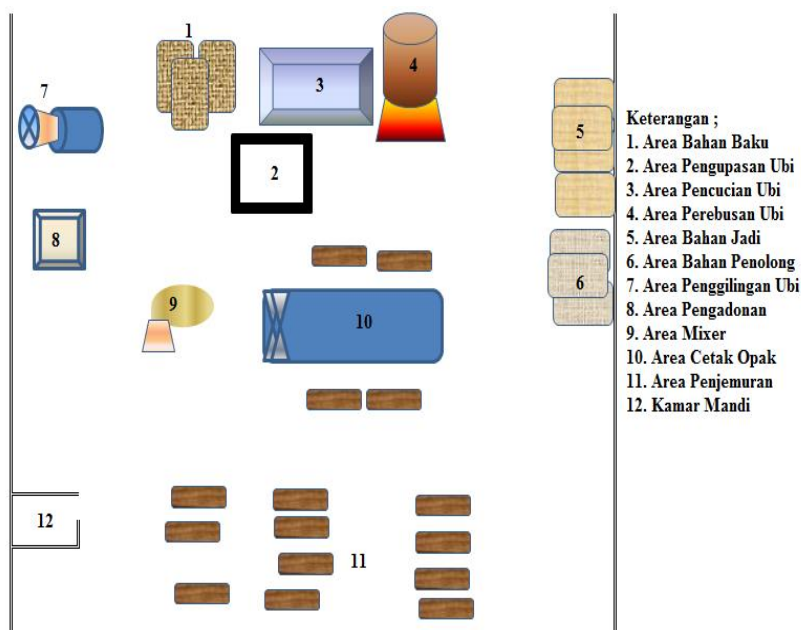 1
3
4
7
2
5
8
6
9
10
12
11
Keterangan ;
1. Area Bahan Baku
2. Area Pengupasan Ubi
3. Area Pencucian Ubi
4. Area Perebusan Ubi
5. Area Bahan Jadi
6. Area Bahan Penolong
7. Area Penggilingan Ubi
8. Area Pengadonan
9. Area Mixer
10. Area Cetak Opak
11. Area Penjemuran
12. Kamar Mandi